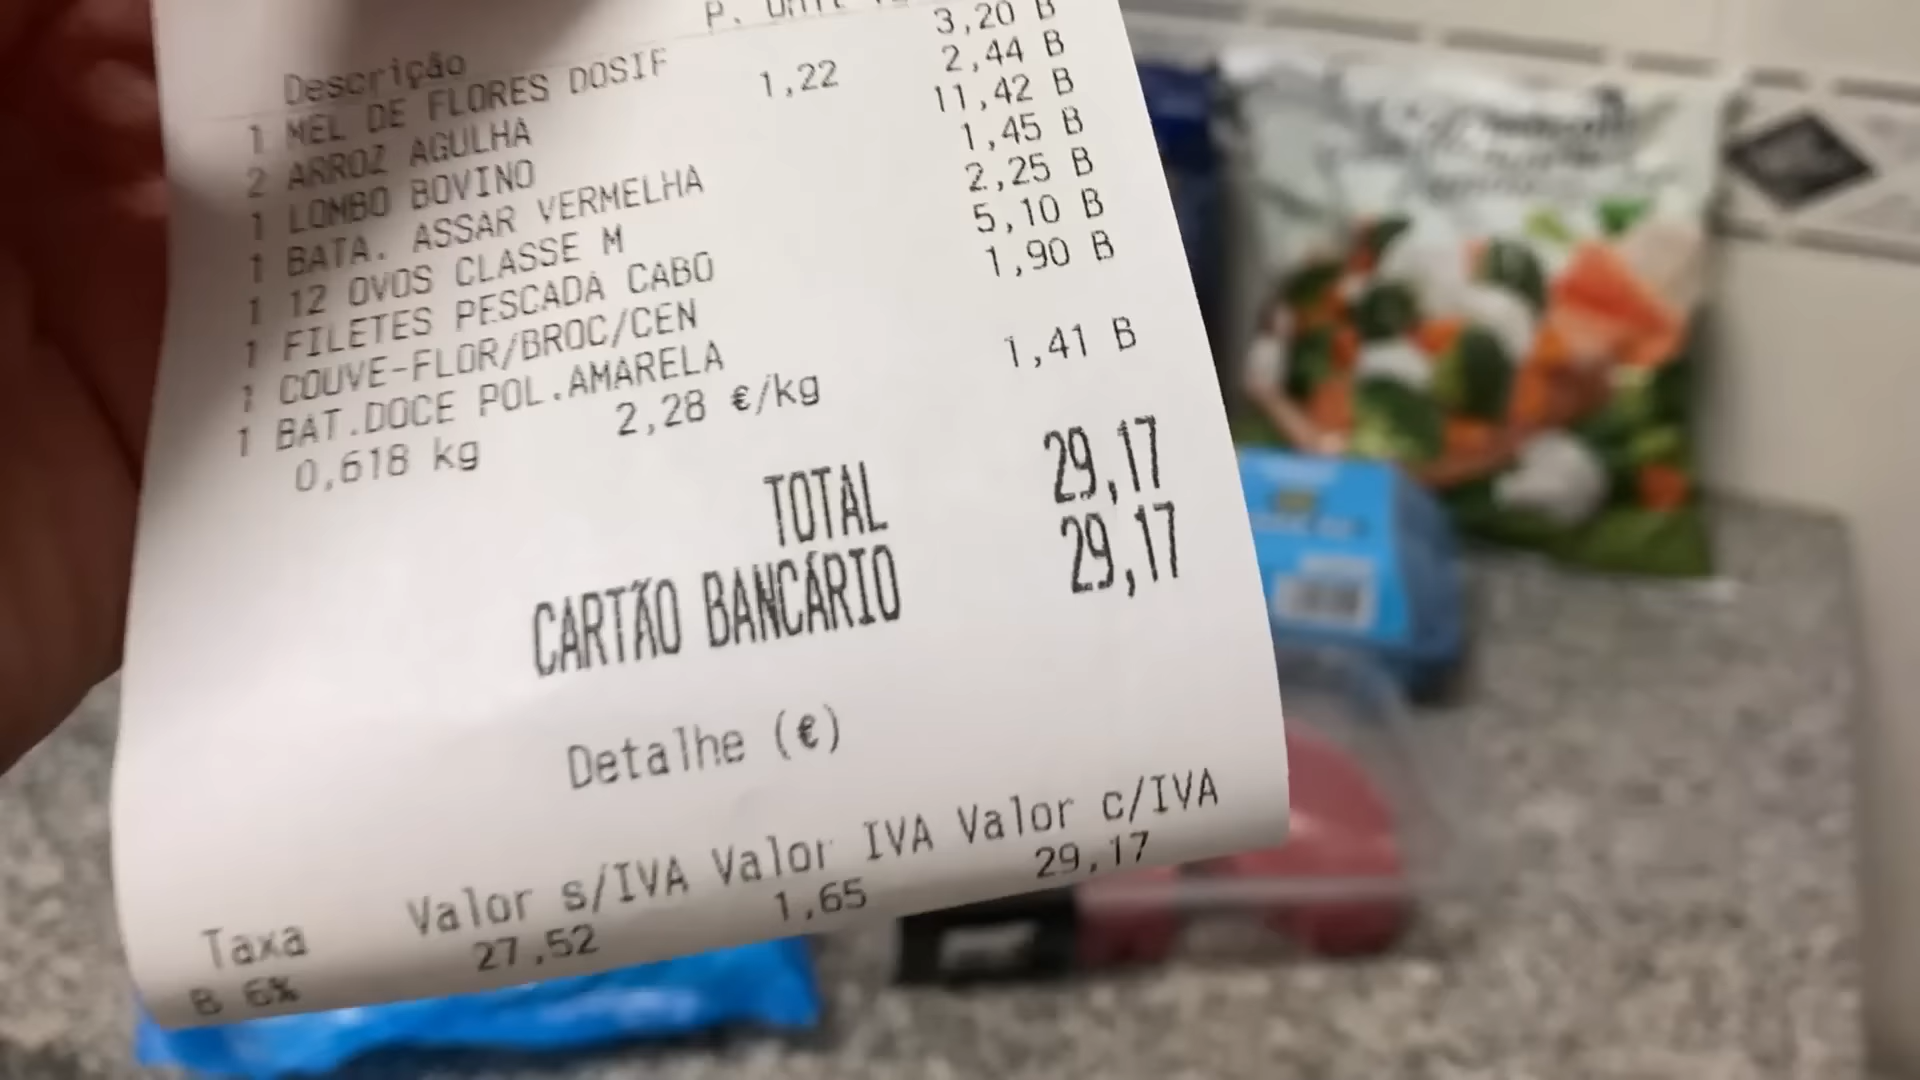 P. Unit
Descrição
1 MEL DE FLORES DOSIF 3,20 B
2 ARROZ AGULHA 1,22 2,44 B
1 LOMBO BOVINO 11,42 B
1 BATA. ASSAR VERMELHA 1,45 B
1 12 OVOS CLASSE M 2,25 B
1 FILETES PESCADA CABO 5,10 B
1 COUVE-FLOR/BROC/CEN 1,90 B
1 BAT.DOCE POL.AMARELA
0,618 kg 2,28 €/kg 1,41 B
TOTAL 29,17
CARTÃO BANCÁRIO 29,17
Detalhe (€)
Taxa Valor s/IVA Valor IVA Valor c/IVA
B 6% 27,52 1,65 29,17